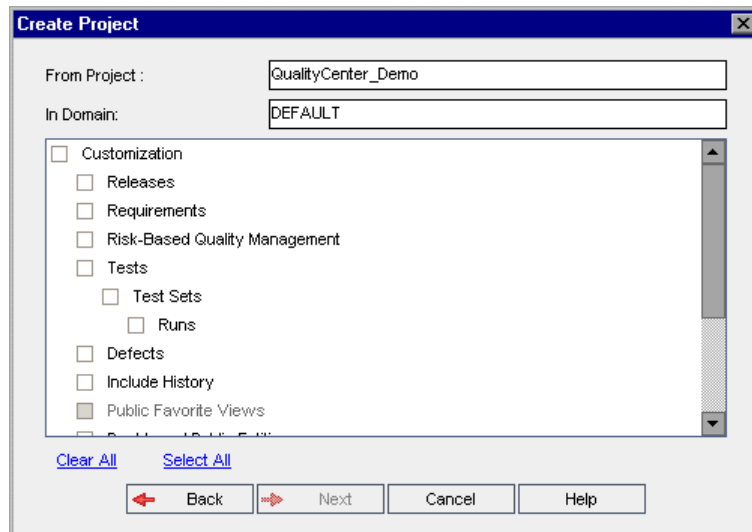 Create Project
From Project :
QualityCenter_Demo
In Domain:
DEFAULT
Customization
Releases
Requirements
Risk-Based Quality Management
Tests
Test Sets
Runs
Defects
Include History
Public Favorite Views
Clear All Select All
Back Next Cancel Help